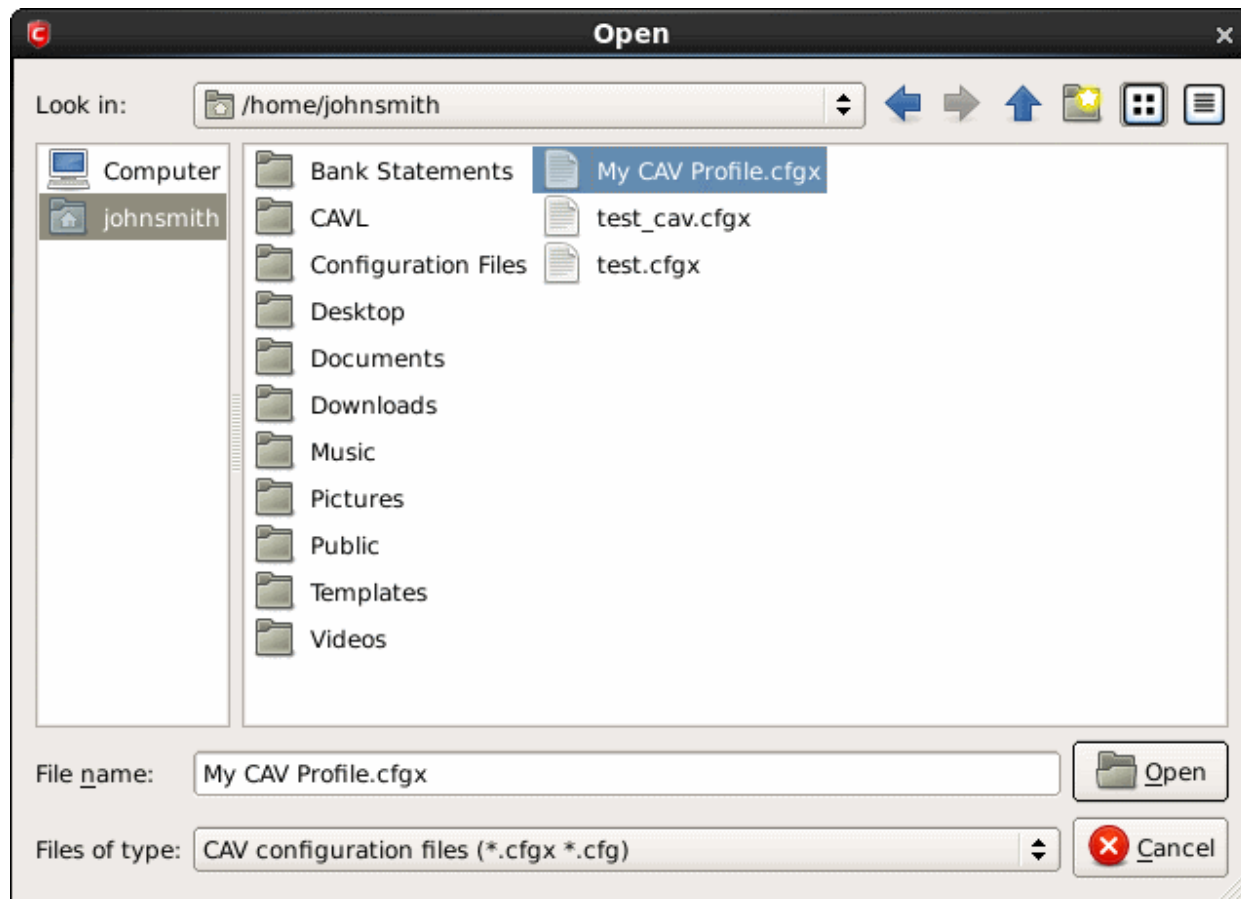 Open
Look in: /home/johnsmith
Computer
johnsmith
Bank Statements
CAVL
Configuration Files
Desktop
Documents
Downloads
Music
Pictures
Public
Templates
Videos
My CAV Profile.cfgx
test_cav.cfgx
test.cfgx
File name: My CAV Profile.cfgx Open
Files of type: CAV configuration files (*.cfgx *.cfg) Cancel